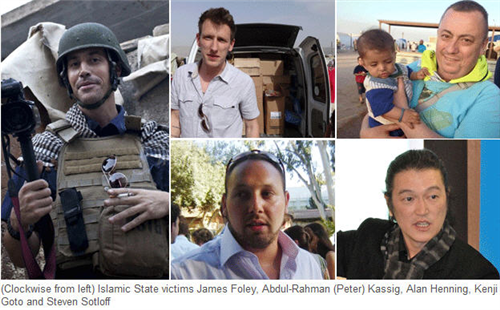 (Clockwise from left) Islamic State victims James Foley, Abdul-Rahman (Peter) Kassig, Alan Henning, Kenji
Goto and Steven Sotloff